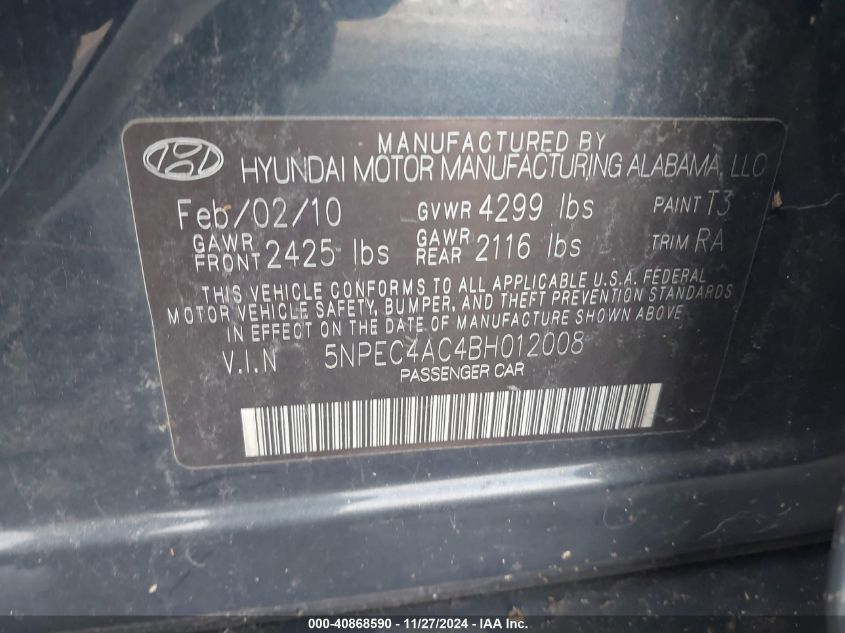 MANUFACTURED BY
HYUNDAI MOTOR MANUFACTURING ALABAMA, LLC
Feb/02/10 GVWR 4299 lbs PAINT T3
GAWR FRONT 2425 lbs GAWR REAR 2116 lbs TRIM RA
THIS VEHICLE CONFORMS TO ALL APPLICABLE U.S.A. FEDERAL
MOTOR VEHICLE SAFETY, BUMPER, AND THEFT PREVENTION STANDARDS
IN EFFECT ON THE DATE OF MANUFACTURE SHOWN ABOVE.
V.I.N 5NPEC4AC4BH012008
PASSENGER CAR
000-40868590 - 11/27/2024 - IAA Inc.